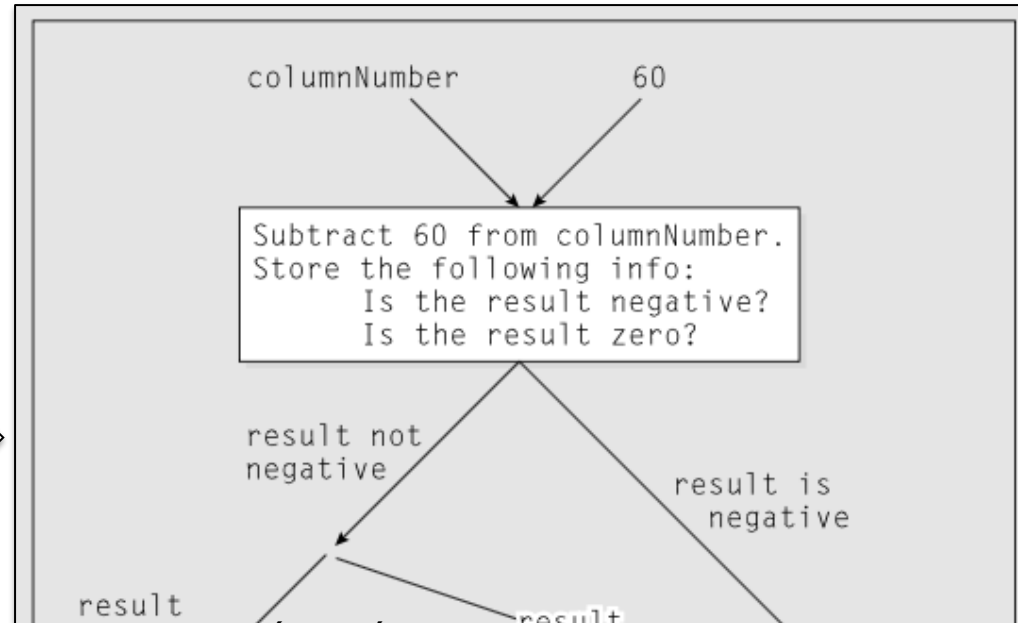 columnNumber 60
Subtract 60 from columnNumber.
Store the following info:
Is the result negative?
Is the result zero?
result not
negative
result is
negative
result
result